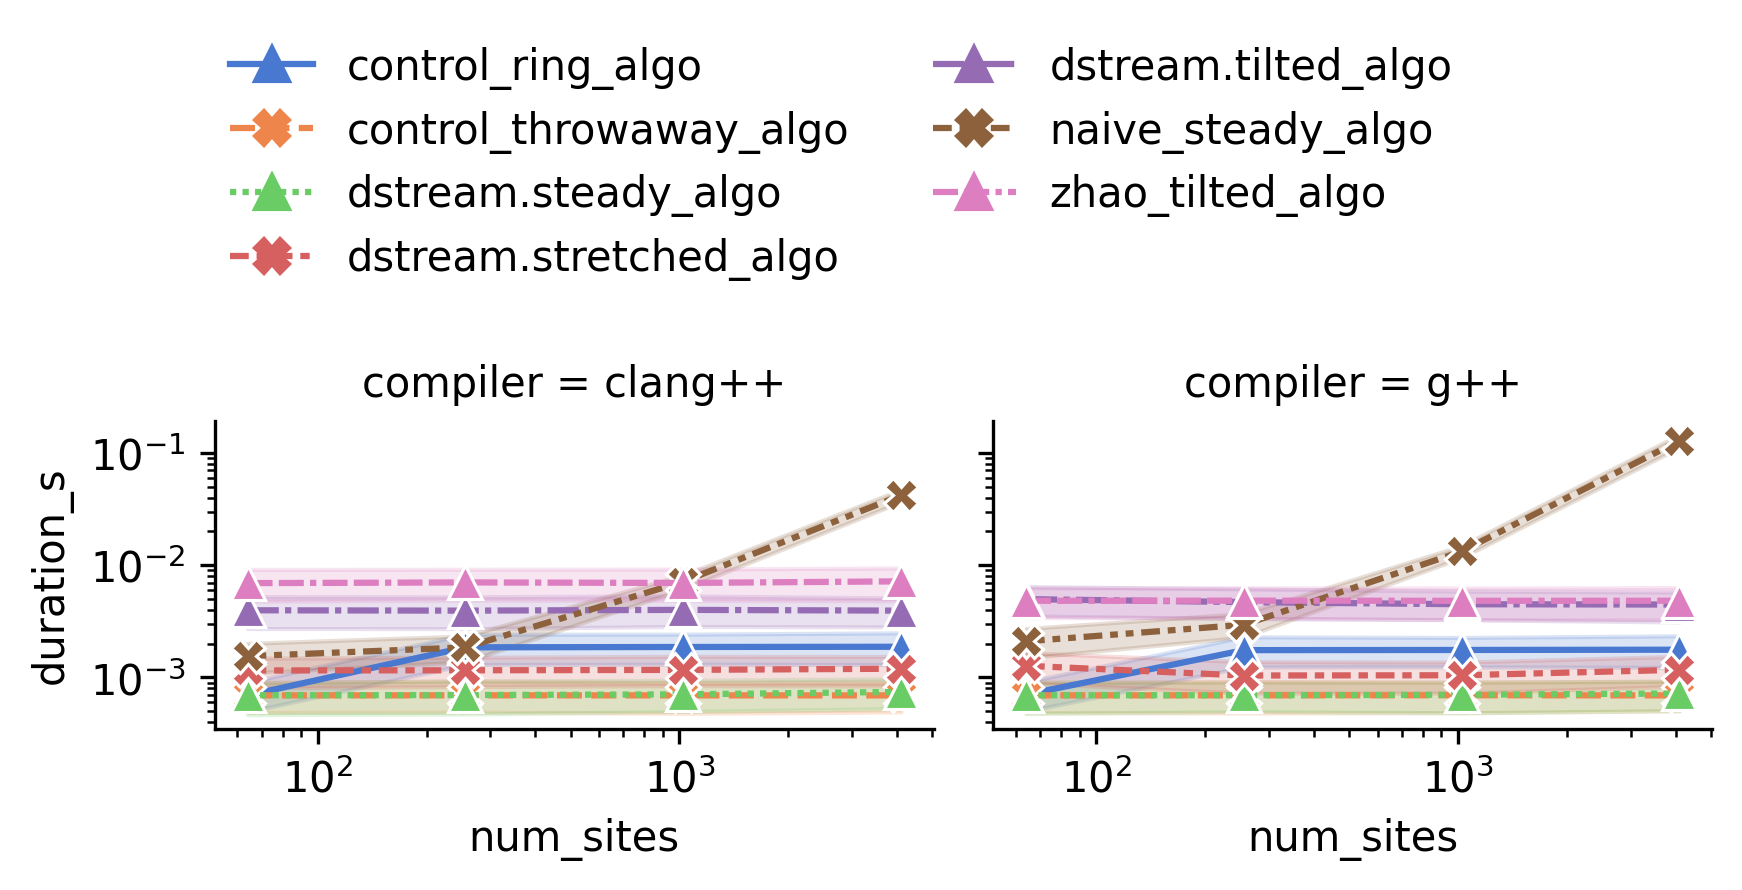 control_ring_algo
control_throwaway_algo
dstream.steady_algo
dstream.stretched_algo
dstream.tilted_algo
naive_steady_algo
zhao_tilted_algo
compiler = clang++
compiler = g++
duration_s
10⁻¹
10⁻²
10⁻³
10²
10³
10²
10³
num_sites
num_sites